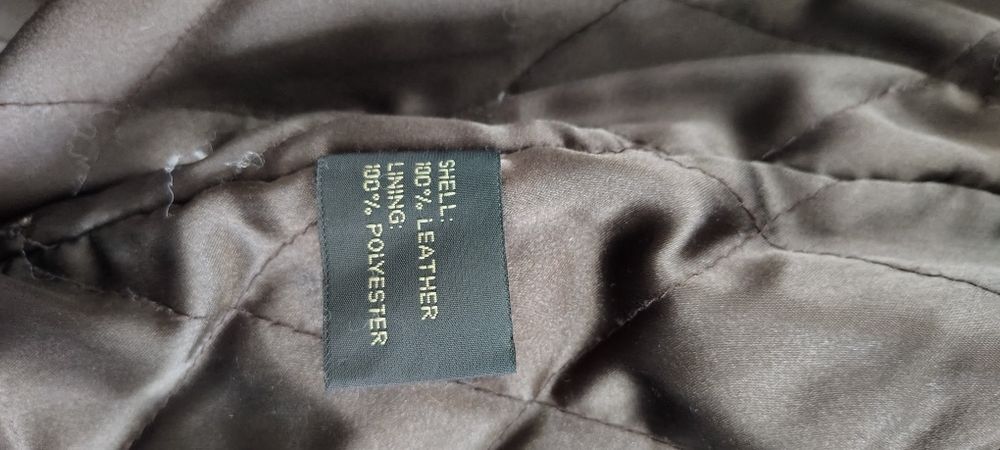 SHELL:
100% LEATHER
LINING:
100% POLYESTER